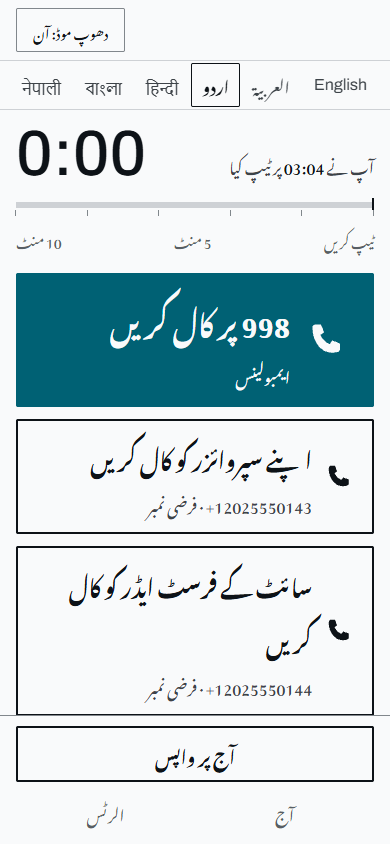 دھوپ موڈ: آن
English
العربية
اردو
हिन्दी
বাংলা
नेपाली
آپ نے 03:04 پر ٹیپ کیا
0:00
ٹیپ کریں
5 منٹ
10 منٹ
998 پر کال کریں
ایمبولینس
اپنے سپروائزر کو کال کریں
+12025550143 · فرضی نمبر
سائٹ کے فرسٹ ایڈر کو کال
کریں
+12025550144 · فرضی نمبر
آج پر واپس
آج
الرٹس